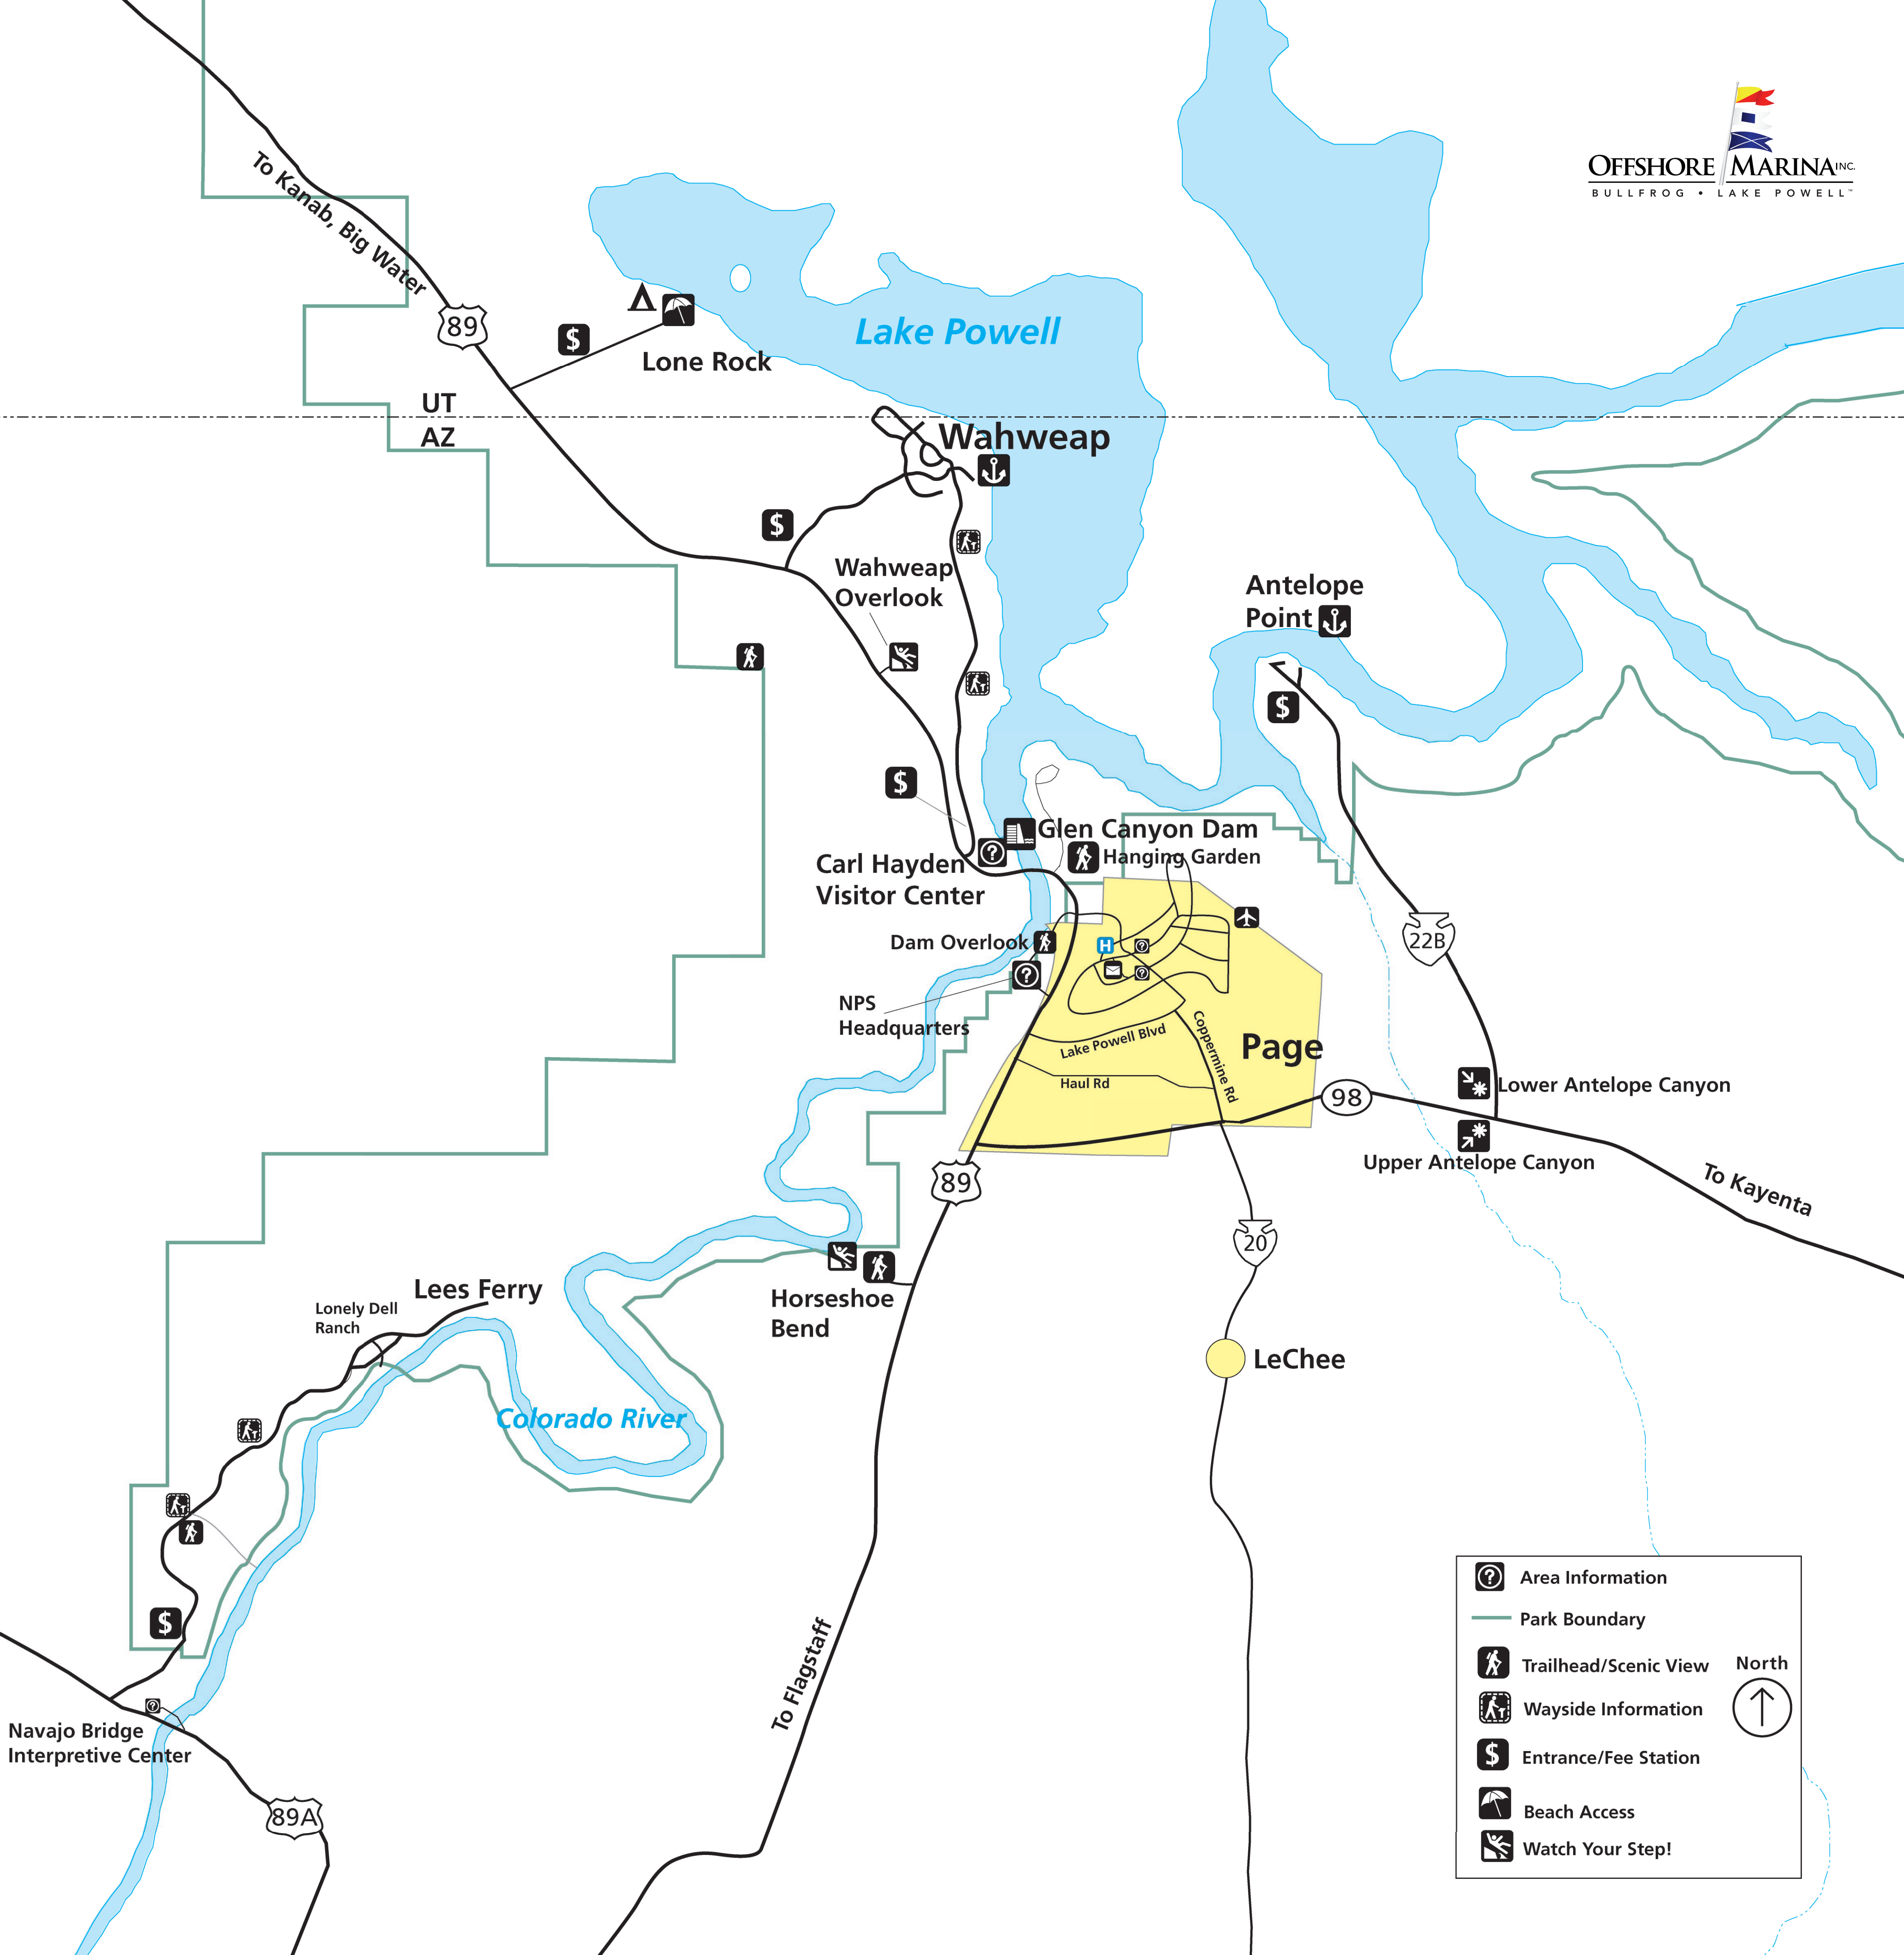 OFFSHORE MARINA INC.
BULLFROG • LAKE POWELL™
To Kanab, Big Water
89
$
Lone Rock
Lake Powell
UT
AZ
Wahweap
$
Wahweap
Overlook
Antelope
Point
$
$
Glen Canyon Dam
?
Hanging Garden
Carl Hayden
Visitor Center
Dam Overlook
H
?
?
?
22B
NPS
Headquarters
Lake Powell Blvd
Coppermine Rd
Page
Haul Rd
98
Lower Antelope Canyon
Upper Antelope Canyon
To Kayenta
89
20
Lees Ferry
Lonely Dell
Ranch
Horseshoe
Bend
LeChee
Colorado River
$
To Flagstaff
?
Navajo Bridge
Interpretive Center
89A
? Area Information
Park Boundary
Trailhead/Scenic View
North
Wayside Information
$ Entrance/Fee Station
Beach Access
Watch Your Step!